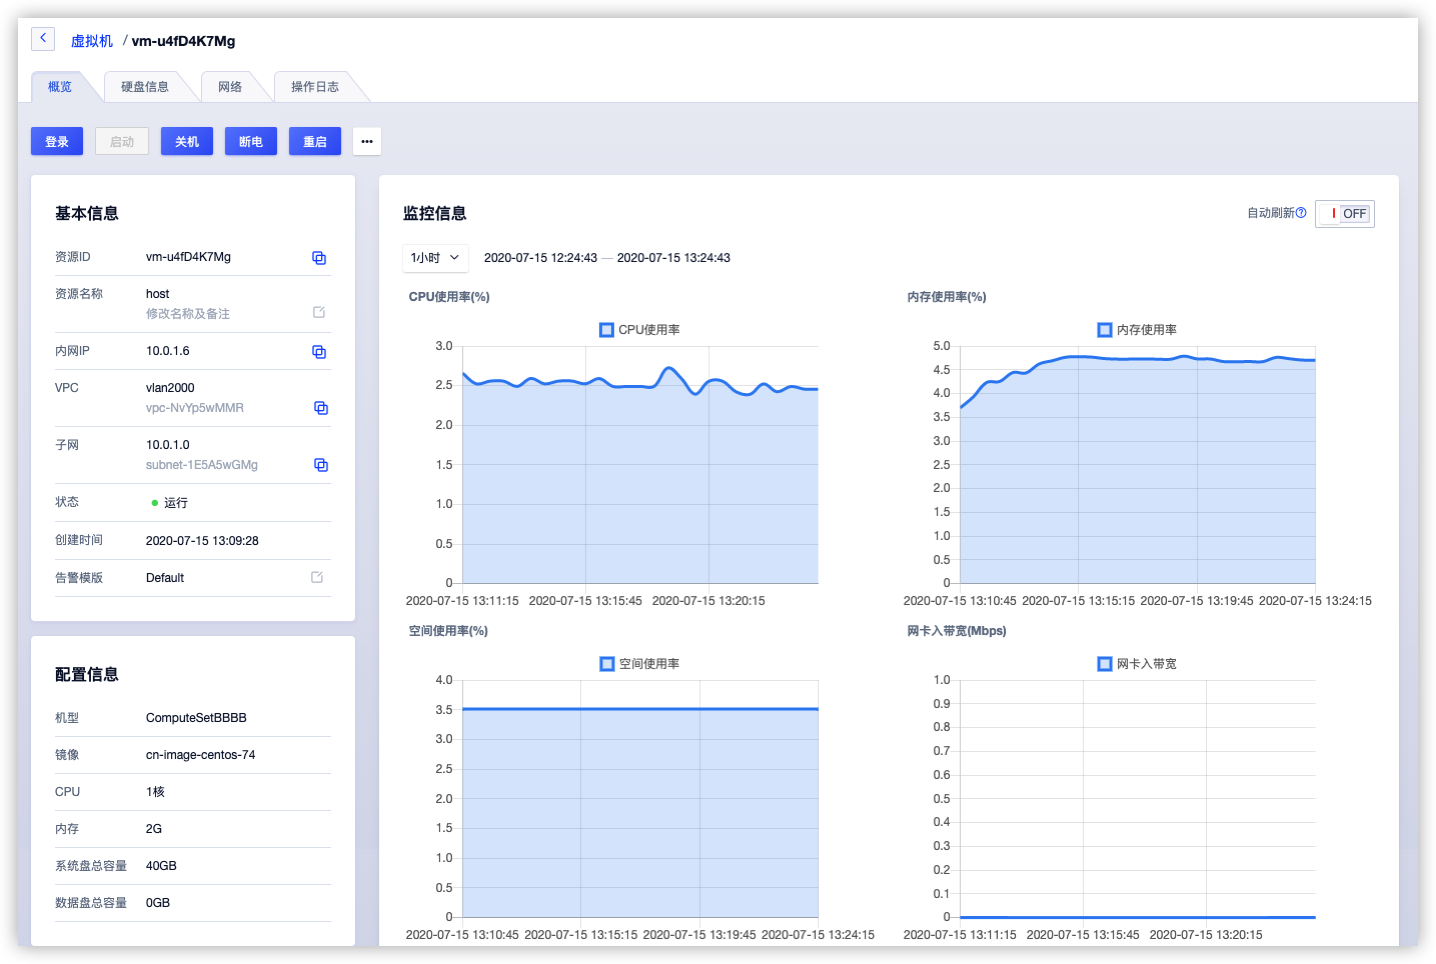 虚拟机 / vm-u4fD4K7Mg
概览 硬盘信息 网络 操作日志
登录 启动 关机 断电 重启 •••
基本信息
资源ID vm-u4fD4K7Mg
资源名称 host
修改名称及备注
内网IP 10.0.1.6
VPC vlan2000
vpc-NvYp5wMMR
子网 10.0.1.0
subnet-1E5A5wGMg
状态 运行
创建时间 2020-07-15 13:09:28
告警模版 Default
配置信息
机型 ComputeSetBBBB
镜像 cn-image-centos-74
CPU 1核
内存 2G
系统盘总容量 40GB
数据盘总容量 0GB
监控信息
自动刷新 OFF
1小时 2020-07-15 12:24:43 — 2020-07-15 13:24:43
CPU使用率(%)
CPU使用率
3.0
2.5
2.0
1.5
1.0
0.5
0
2020-07-15 13:11:15 2020-07-15 13:15:45 2020-07-15 13:20:15
内存使用率(%)
内存使用率
5.0
4.5
4.0
3.5
3.0
2.5
2.0
1.5
1.0
0.5
0
2020-07-15 13:10:45 2020-07-15 13:15:15 2020-07-15 13:19:45 2020-07-15 13:24:15
空间使用率(%)
空间使用率
4.0
3.5
3.0
2.5
2.0
1.5
1.0
0.5
0
2020-07-15 13:10:45 2020-07-15 13:15:15 2020-07-15 13:19:45 2020-07-15 13:24:15
网卡入带宽(Mbps)
网卡入带宽
1.0
0.9
0.8
0.7
0.6
0.5
0.4
0.3
0.2
0.1
0
2020-07-15 13:11:15 2020-07-15 13:15:45 2020-07-15 13:20:15